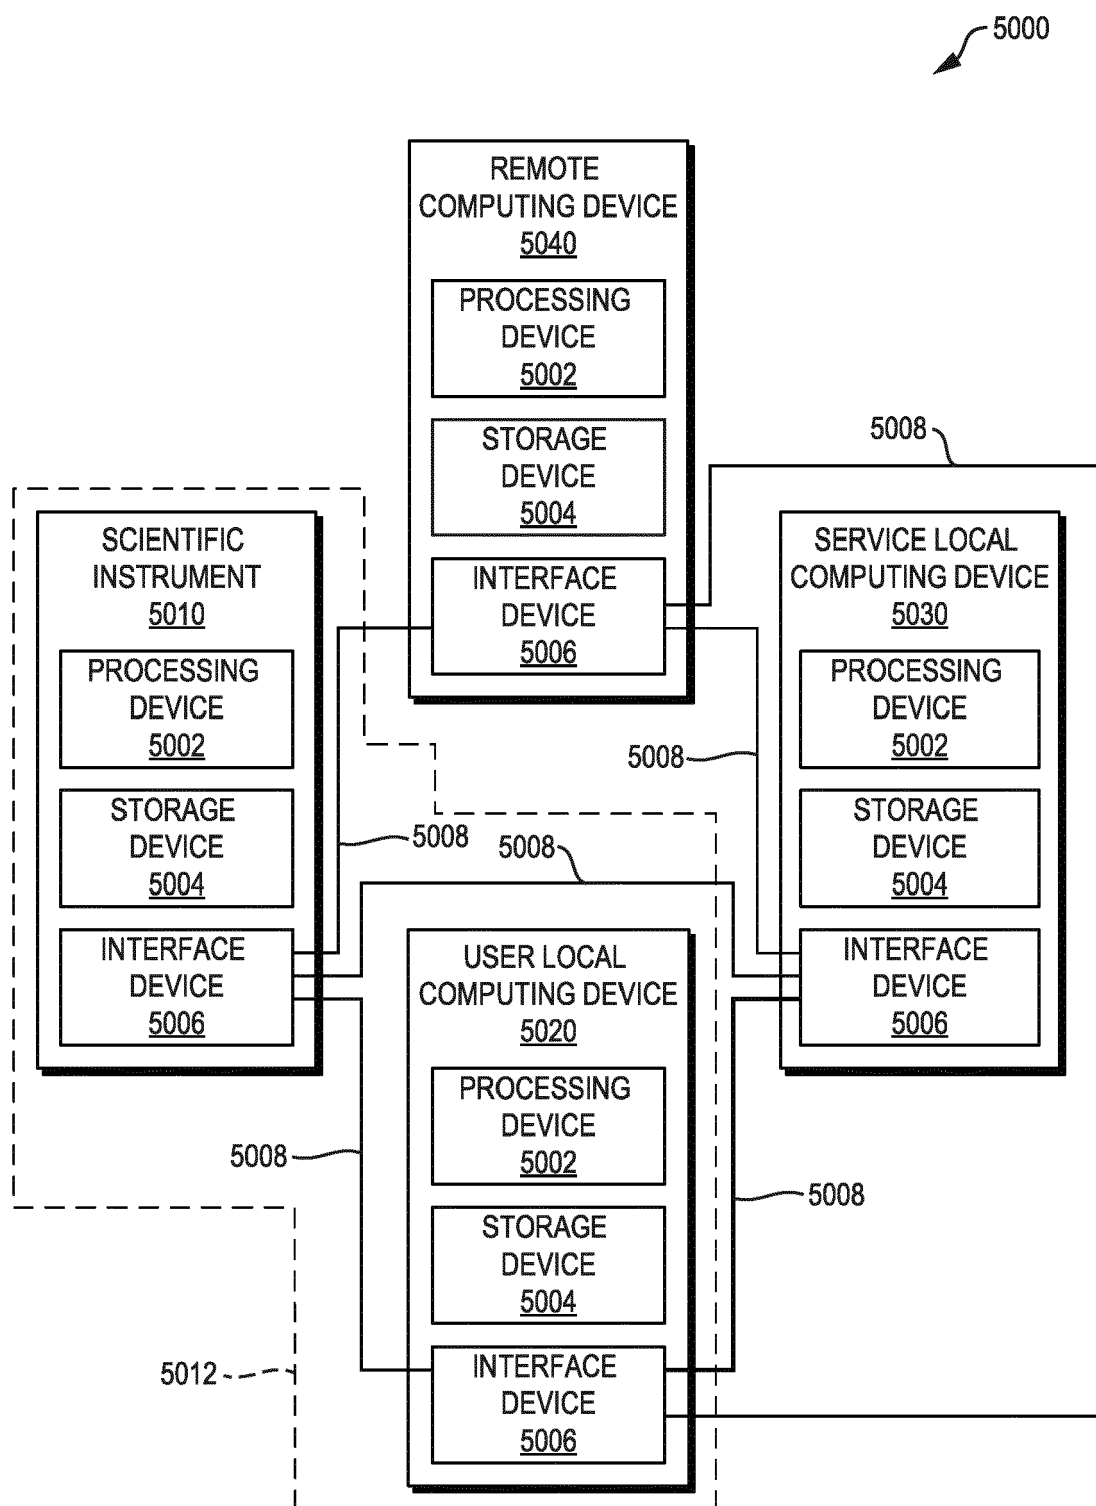 5000
REMOTE
COMPUTING DEVICE
5040
PROCESSING
DEVICE
5002
STORAGE
DEVICE
5004
INTERFACE
DEVICE
5006
5008
SCIENTIFIC
INSTRUMENT
5010
PROCESSING
DEVICE
5002
STORAGE
DEVICE
5004
INTERFACE
DEVICE
5006
SERVICE LOCAL
COMPUTING DEVICE
5030
PROCESSING
DEVICE
5002
STORAGE
DEVICE
5004
INTERFACE
DEVICE
5006
5008
5008
5008
USER LOCAL
COMPUTING DEVICE
5020
PROCESSING
DEVICE
5002
STORAGE
DEVICE
5004
INTERFACE
DEVICE
5006
5008
5008
5012